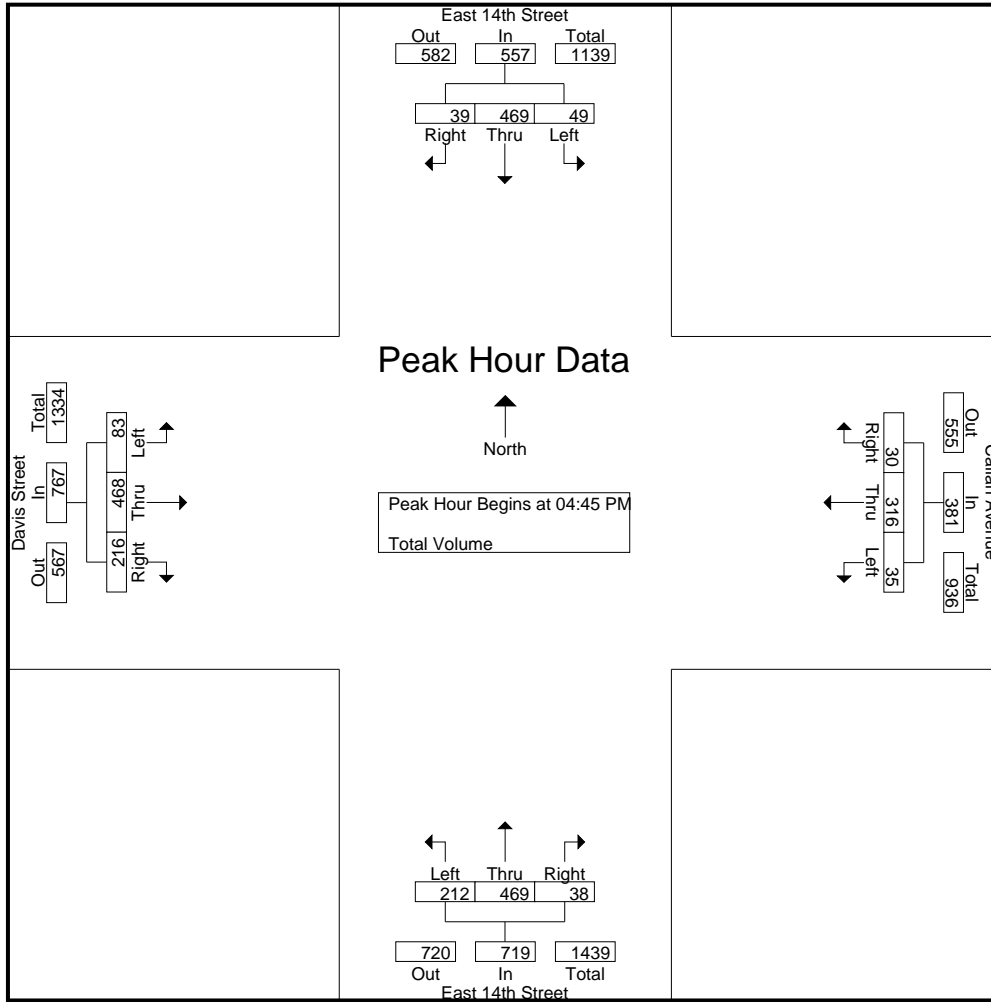 East 14th Street
Out In Total
582 557 1139
39 469 49
Right Thru Left
Peak Hour Data
North
Peak Hour Begins at 04:45 PM
Total Volume
Davis Street
Out In Total
567 767 1334
83 468 216
Left Thru Right
Out In Total
555 381 936
30 316 35
Right Thru Left
Avenue
Left Thru Right
212 469 38
720 719 1439
Out In Total
East 14th Street